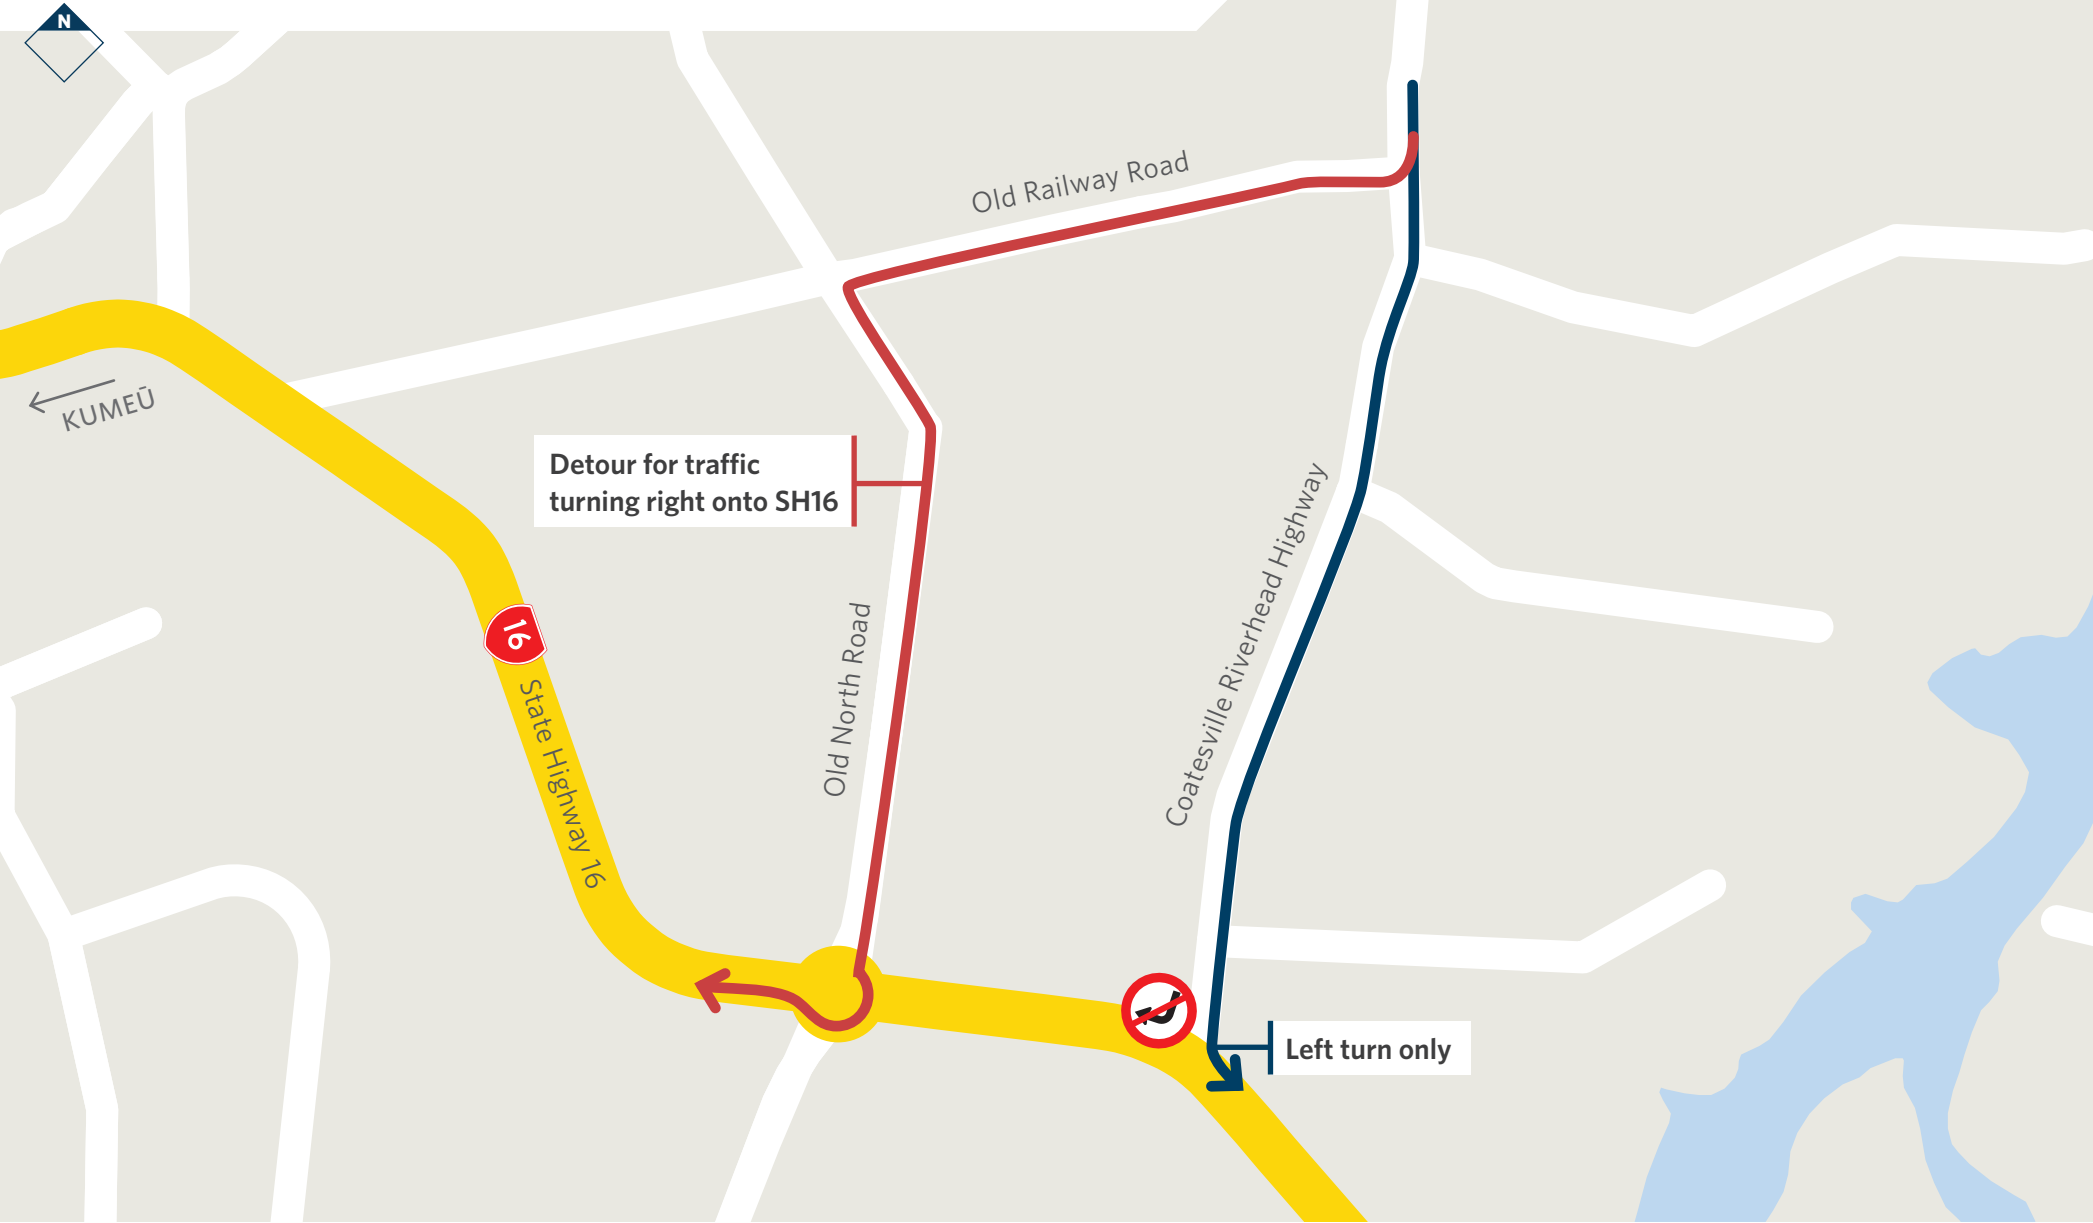 N
Old Railway Road
KUMEŪ
Detour for traffic
turning right onto SH16
Coatesville Riverhead Highway
Old North Road
16
State Highway 16
Left turn only